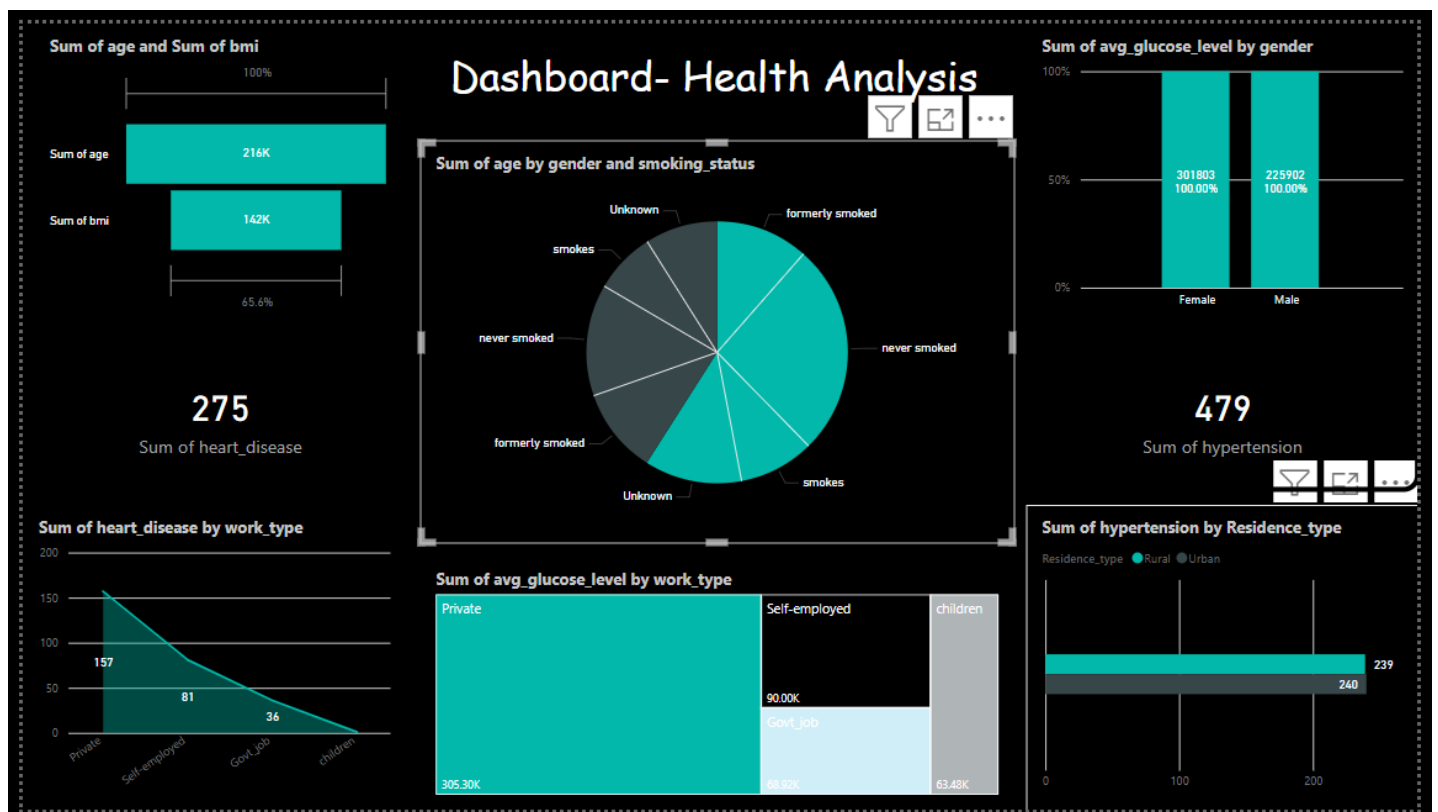 Sum of age and Sum of bmi
100%
Sum of age
216K
Sum of bmi
142K
65.6%
Dashboard- Health Analysis
Sum of avg_glucose_level by gender
100%
50%
0%
301803
100.00%
225902
100.00%
Female
Male
Sum of age by gender and smoking_status
Unknown
formerly smoked
smokes
never smoked
never smoked
formerly smoked
smokes
Unknown
275
Sum of heart_disease
479
Sum of hypertension
Sum of heart_disease by work_type
200
150
100
50
0
157
81
36
Private
Self-employed
Govt_job
children
Sum of avg_glucose_level by work_type
Private
305.30K
Self-employed
90.00K
Govt_job
68.92K
children
63.48K
Sum of hypertension by Residence_type
Residence_type Rural Urban
239
240
0
100
200